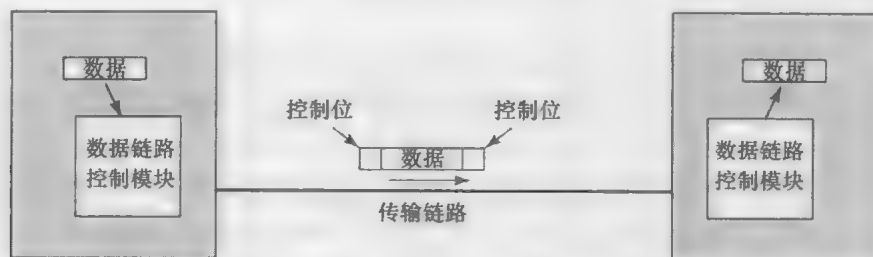 数据
数据链路
控制模块
控制位
控制位
数据
传输链路
数据
数据链路
控制模块